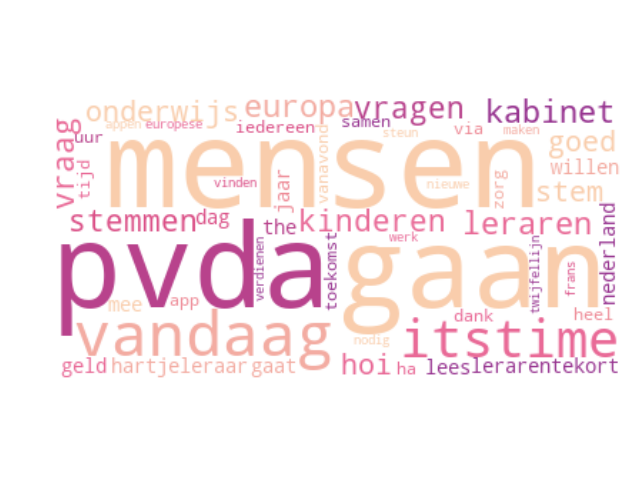 onderwijs europa vragen kabinet
appen europese iedereen samen steun via maken
vraag uur mensen vanavond goed
tijd vinden jaar nieuwe zorg willen stem
stemmen dag the kinderen leraren nederland
pvda verdienen toekomst werk gaan twijfellijn frans
mee app dank heel
vandaag nodig itstime
geld hartjeleraar gaat hoi ha lees lerarentekort